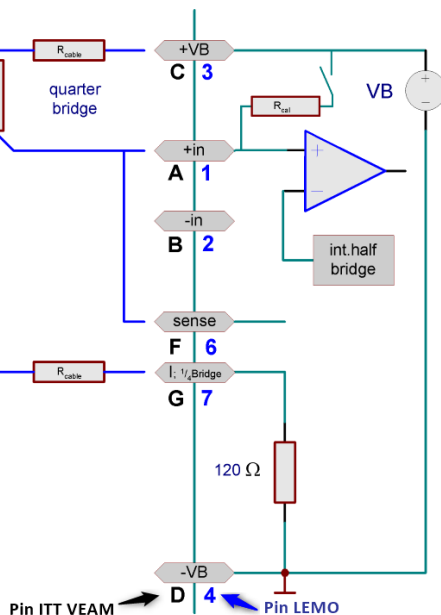 Rcable
+VB
C 3
quarter
bridge
Rcal
VB
+
−
+in
A 1
+
−
-in
B 2
int.half
bridge
sense
F 6
Rcable
I; 1/4Bridge
G 7
120 Ω
-VB
D 4
Pin ITT VEAM
Pin LEMO